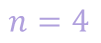 n = 4